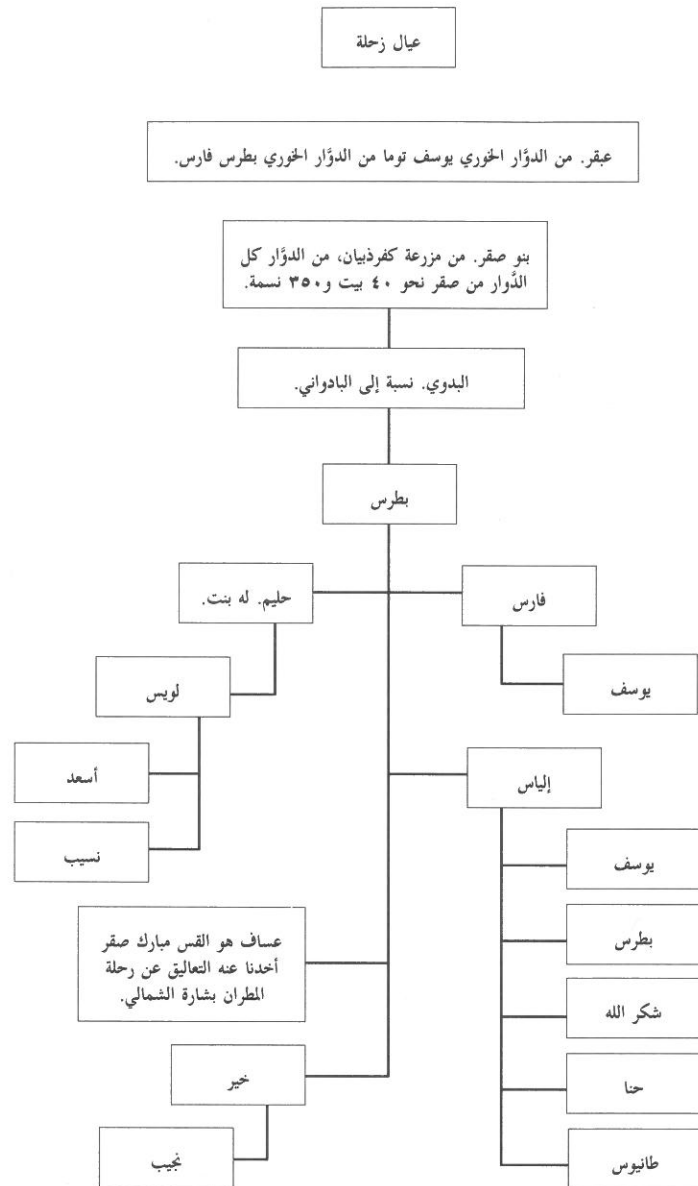 عيال زحلة
عبقر. من الدوَّار الخوري يوسف توما من الدوَّار الخوري بطرس فارس.
بنو صقر. من مزرعة كفرذبيان، من الدوَّار كل
الدَّوار من صقر نحو ٤٠ بيت و٣٥٠ نسمة.
البدوي. نسبة إلى البادواني.
بطرس
فارس
حليم. له بنت.
يوسف
لويس
أسعد
إلياس
نسيب
يوسف
بطرس
عساف هو القس مبارك صقر
أخدنا عنه التعاليق عن رحلة
المطران بشارة الشمالي.
شكر الله
خير
حنا
نجيب
طانيوس